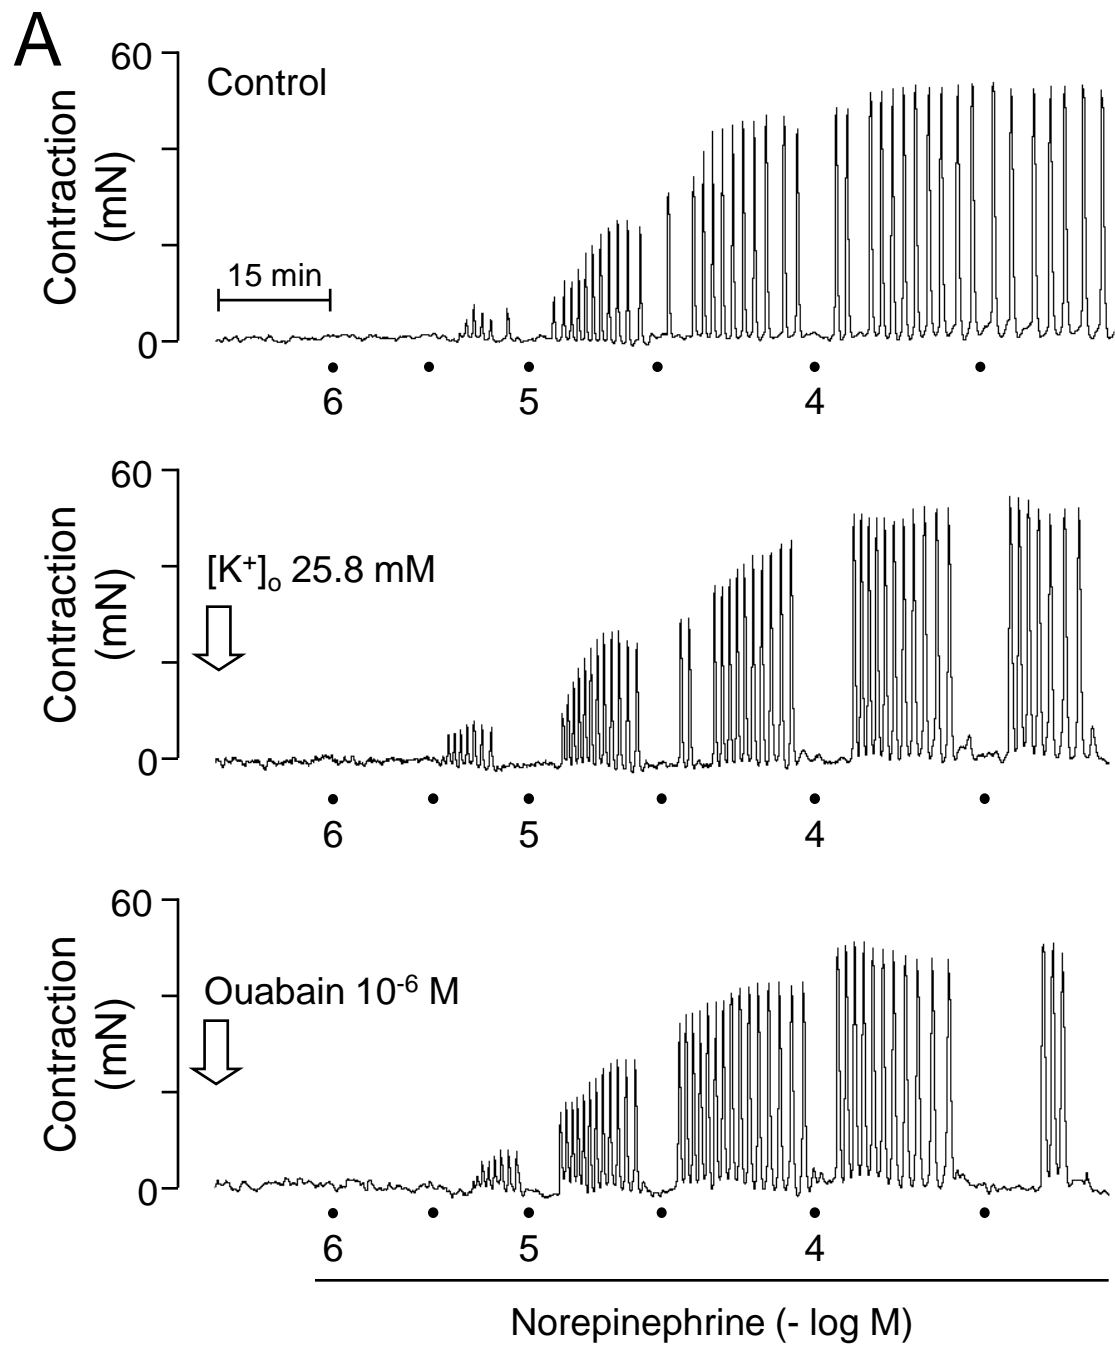 A
60
Control
Contraction
(mN)
15 min
0
6 5 4
60
[K+]o 25.8 mM
Contraction
(mN)
0
6 5 4
60
Ouabain 10-6 M
Contraction
(mN)
0
6 5 4
Norepinephrine (- log M)